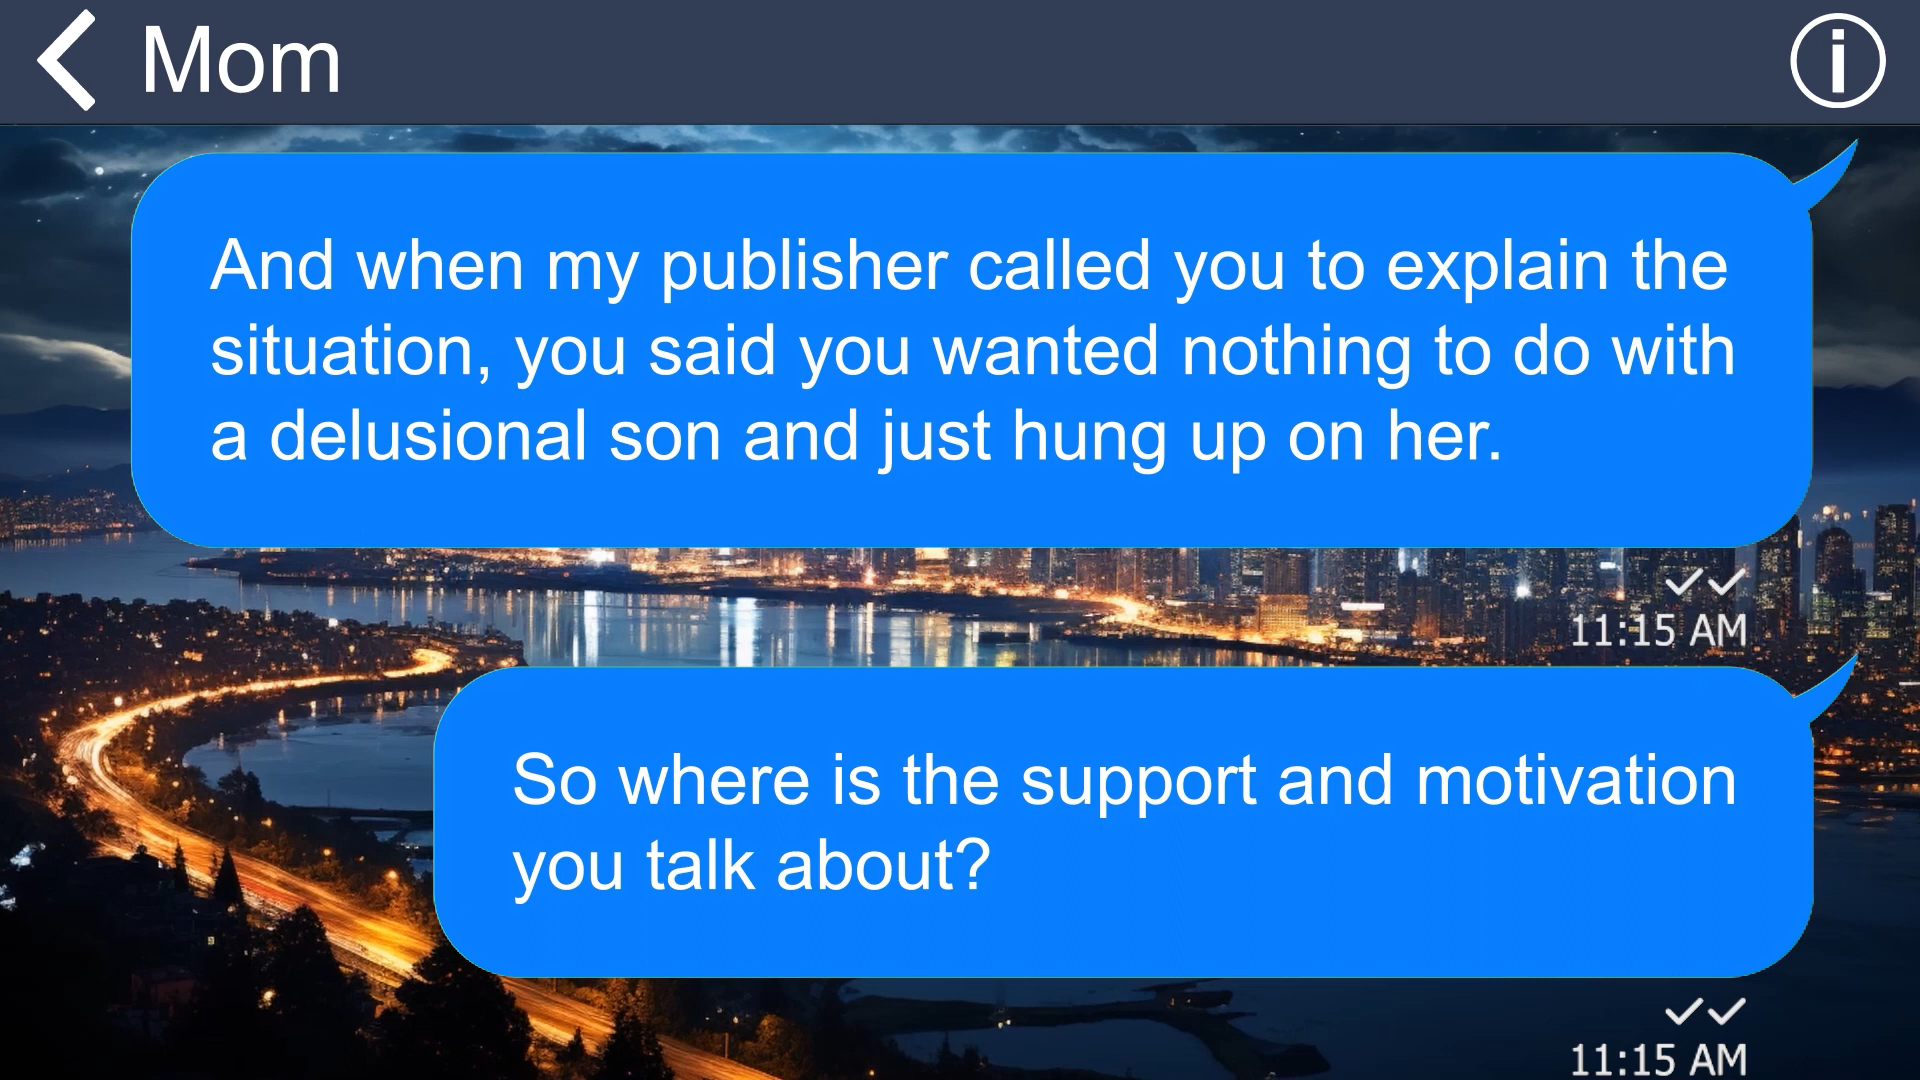 Mom
And when my publisher called you to explain the
situation, you said you wanted nothing to do with
a delusional son and just hung up on her.
11:15 AM
So where is the support and motivation
you talk about?
11:15 AM